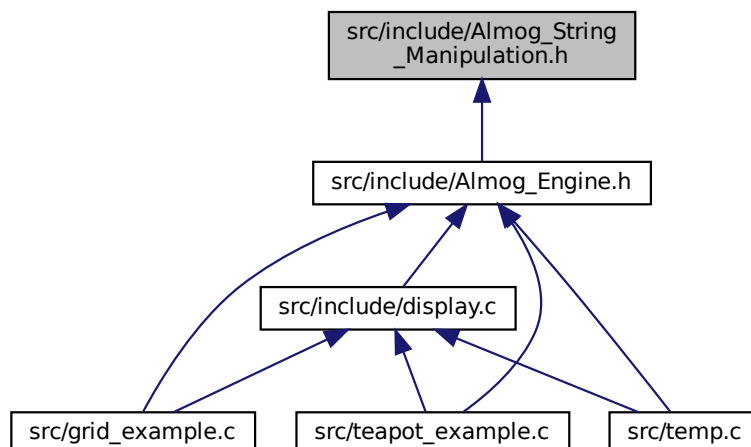 src/include/Almog_String
_Manipulation.h
src/include/Almog_Engine.h
src/include/display.c
src/grid_example.c
src/teapot_example.c
src/temp.c